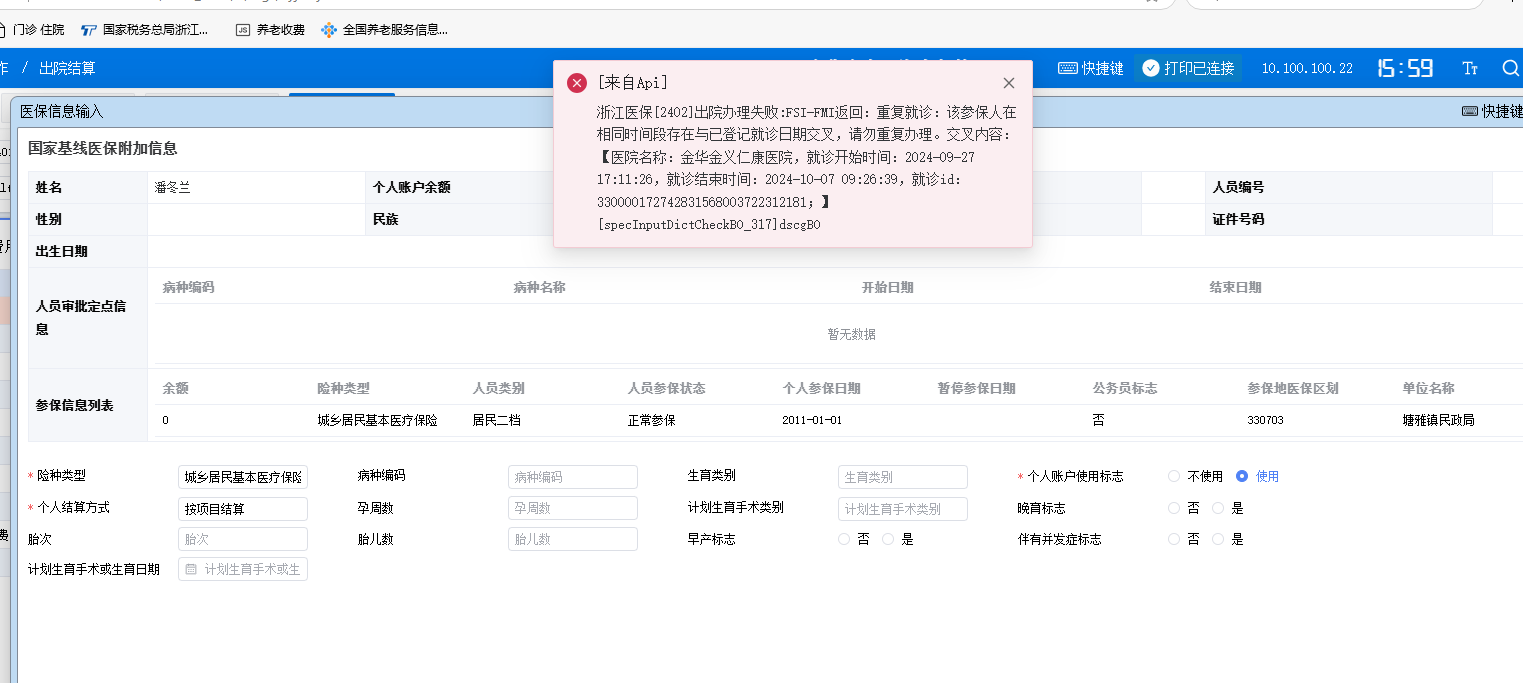 门诊 住院 国家税务总局浙江... 养老收费 全国养老服务信息...
作 / 出院结算 快捷键 打印已连接 10.100.100.22 15:59
医保信息输入 快捷键
[来自Api]
浙江医保[2402]出院办理失败:FSI-FMI返回: 重复就诊: 该参保人在
相同时间段存在与已登记就诊日期交叉, 请勿重复办理。交叉内容:
【医院名称: 金华金义仁康医院, 就诊开始时间: 2024-09-27
17:11:26, 就诊结束时间: 2024-10-07 09:26:39, 就诊id:
330000172742831568003722312181; 】
[specInputDictCheckBO_317]dscgBO
国家基线医保附加信息
姓名 潘冬兰 个人账户余额 人员编号
性别 民族 证件号码
出生日期
人员审批定点信
息
病种编码 病种名称 开始日期 结束日期
暂无数据
参保信息列表
余额 险种类型 人员类别 人员参保状态 个人参保日期 暂停参保日期 公务员标志 参保地医保区划 单位名称
0 城乡居民基本医疗保险 居民二档 正常参保 2011-01-01 否 330703 塘雅镇民政局
* 险种类型 城乡居民基本医疗保险 病种编码 病种编码 生育类别 生育类别 * 个人账户使用标志 不使用 使用
* 个人结算方式 按项目结算 孕周数 孕周数 计划生育手术类别 计划生育手术类别 晚育标志 否 是
胎次 胎次 胎儿数 胎儿数 早产标志 否 是 伴有并发症标志 否 是
计划生育手术或生育日期 计划生育手术或生